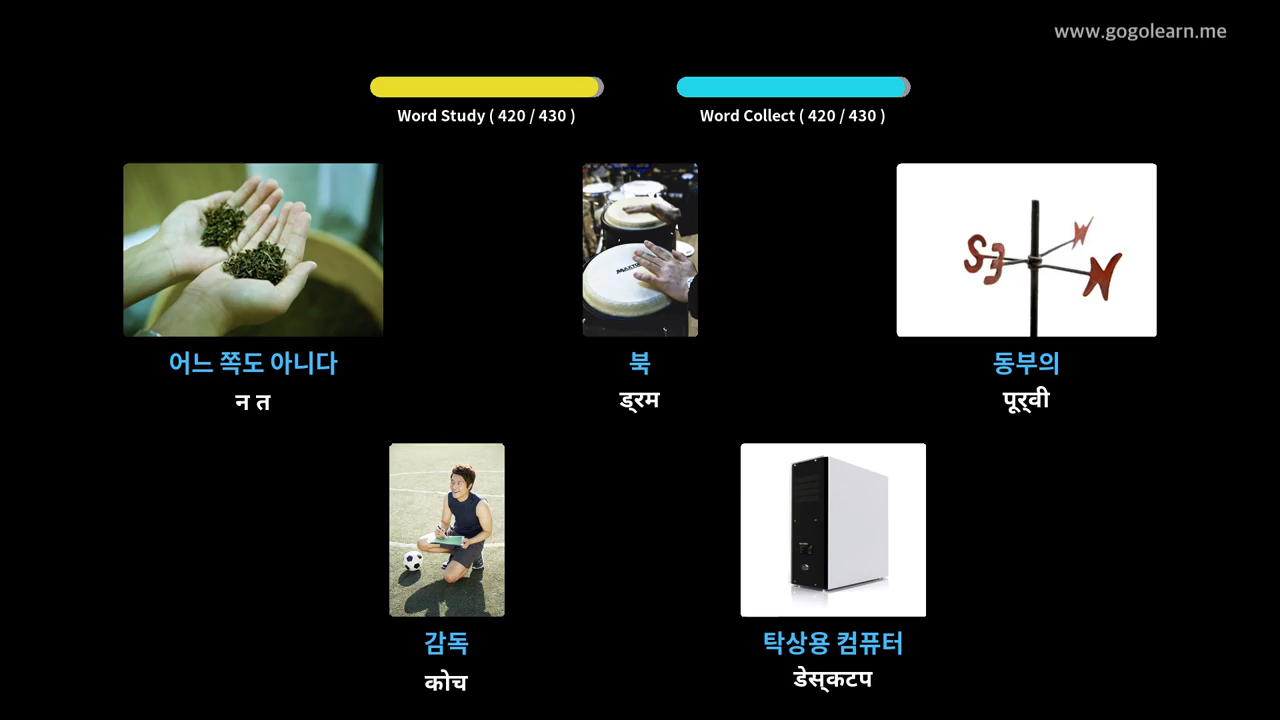 www.gogolearn.me
Word Study ( 420 / 430 )
Word Collect ( 420 / 430 )
어느 쪽도 아니다
न त
북
ड्‌रम
동부의
पूर्‌वी
감독
कोच
탁상용 컴퓨터
डेस्‌कटप